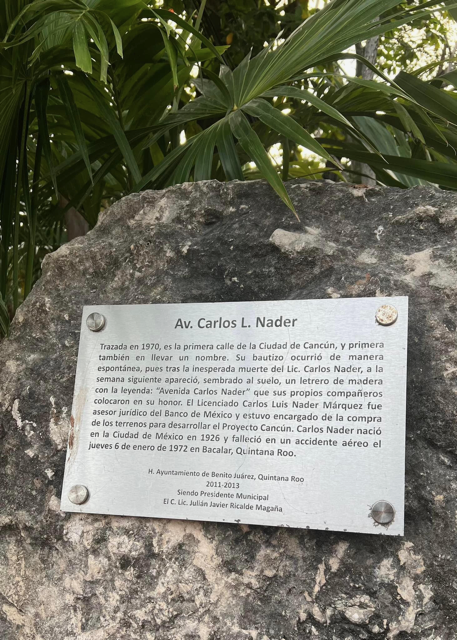 Av. Carlos L. Nader
Trazada en 1970, es la primera calle de la Ciudad de Cancún, y primera
también en llevar un nombre. Su bautizo ocurrió de manera
espontánea, pues tras la inesperada muerte del Lic. Carlos Nader, a la
semana siguiente apareció, sembrado al suelo, un letrero de madera
con la leyenda: “Avenida Carlos Nader” que sus propios compañeros
colocaron en su honor. El Licenciado Carlos Luis Nader Márquez fue
asesor jurídico del Banco de México y estuvo encargado de la compra
de los terrenos para desarrollar el Proyecto Cancún. Carlos Nader nació
en la Ciudad de México en 1926 y falleció en un accidente aéreo el
jueves 6 de enero de 1972 en Bacalar, Quintana Roo.
H. Ayuntamiento de Benito Juárez, Quintana Roo
2011-2013
Siendo Presidente Municipal
El C. Lic. Julián Javier Ricalde Magaña